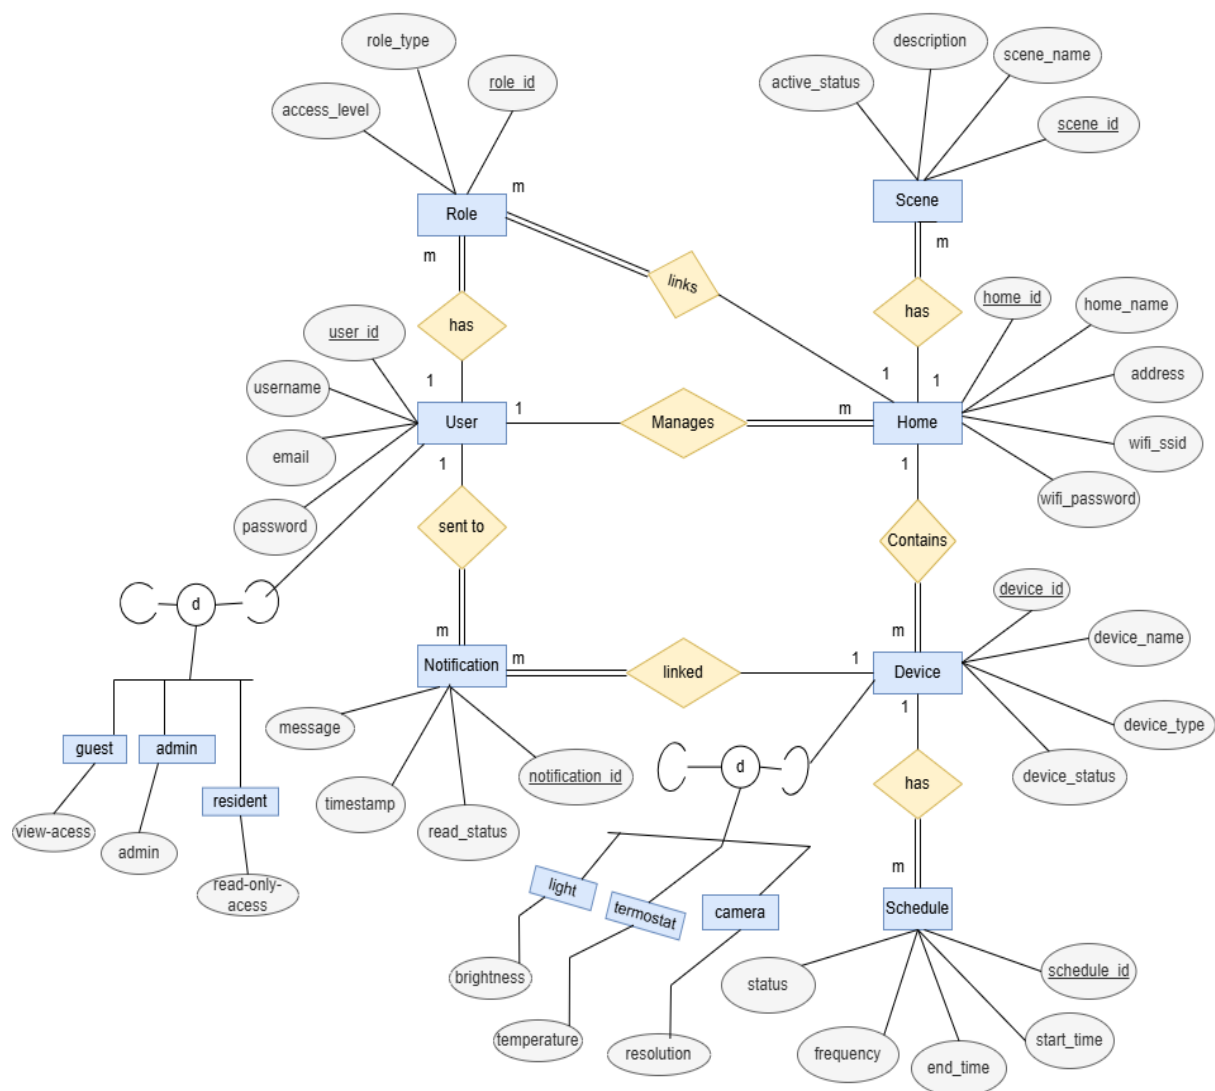 role_type
description
scene_name
role_id
active_status
access_level
scene_id
m
Role
Scene
m
m
links
home_id
home_name
has
has
user_id
address
username
1
1
1
1
m
User
Manages
Home
wifi_ssid
email
1
1
wifi_password
password
sent to
Contains
device_id
d
device_name
m
m
m
1
Notification
linked
Device
1
message
device_type
guest
admin
d
notification_id
device_status
has
resident
timestamp
view-acess
read_status
admin
m
light
read-only-
acess
termostat
camera
Schedule
brightness
status
schedule_id
temperature
resolution
frequency
end_time
start_time